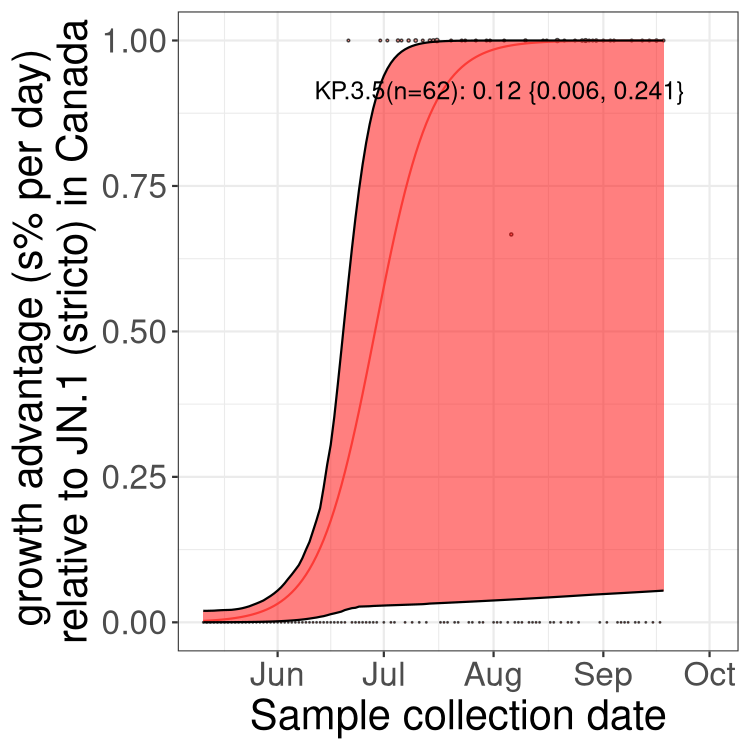 growth advantage (s% per day)
relative to JN.1 (stricto) in Canada
1.00
0.75
0.50
0.25
0.00
KP.3.5(n=62): 0.12 {0.006, 0.241}
Jun Jul Aug Sep Oct
Sample collection date